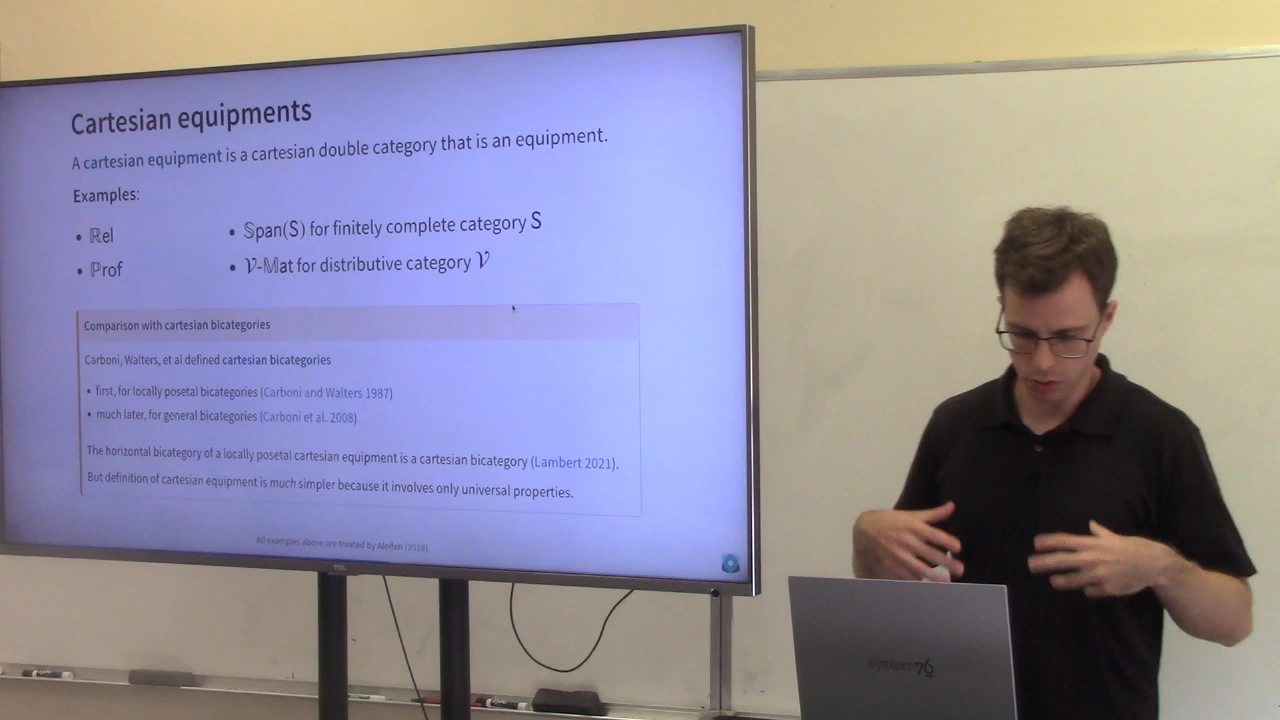 Cartesian equipments
A cartesian equipment is a cartesian double category that is an equipment.
Examples:
• ℝel
• ℙrof
• 𝕊pan(S) for finitely complete category S
• 𝒱-𝕄at for distributive category 𝒱
Comparison with cartesian bicategories
Carboni, Walters, et al defined cartesian bicategories
• first, for locally posetal bicategories (Carboni and Walters 1987)
• much later, for general bicategories (Carboni et al. 2008)
The horizontal bicategory of a locally posetal cartesian equipment is a cartesian bicategory (Lambert 2021).
But definition of cartesian equipment is much simpler because it involves only universal properties.
All examples above are treated by Aleiferi (2018).
TCL
system76